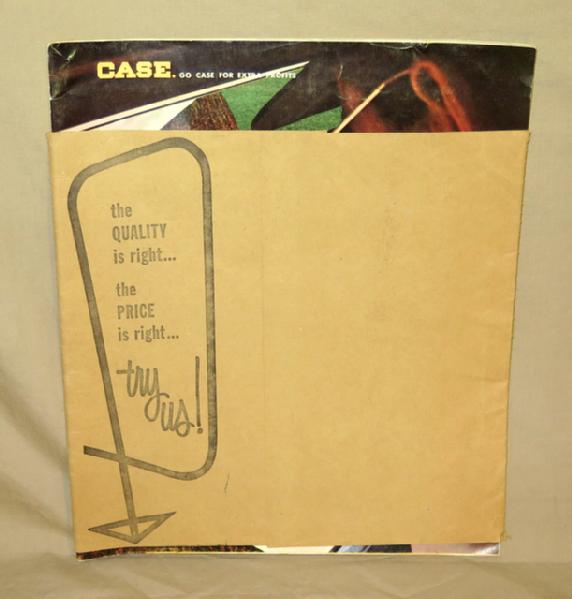 CASE. GO CASE FOR EXTRA PROFITS
the
QUALITY
is right...
the
PRICE
is right...
try
us!